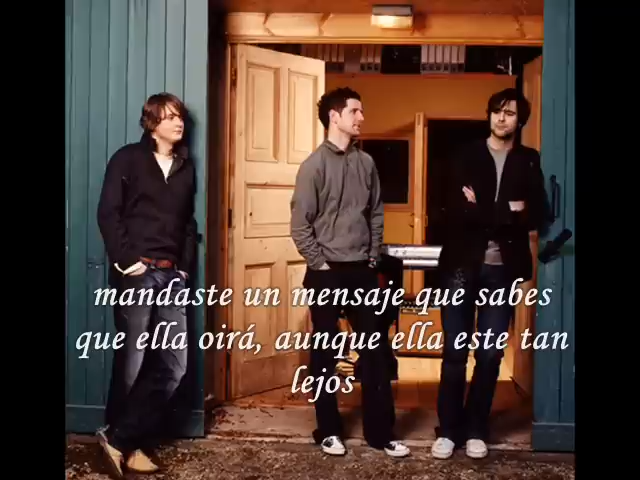 mandaste un mensaje que sabes
que ella oirá, aunque ella este tan
lejos